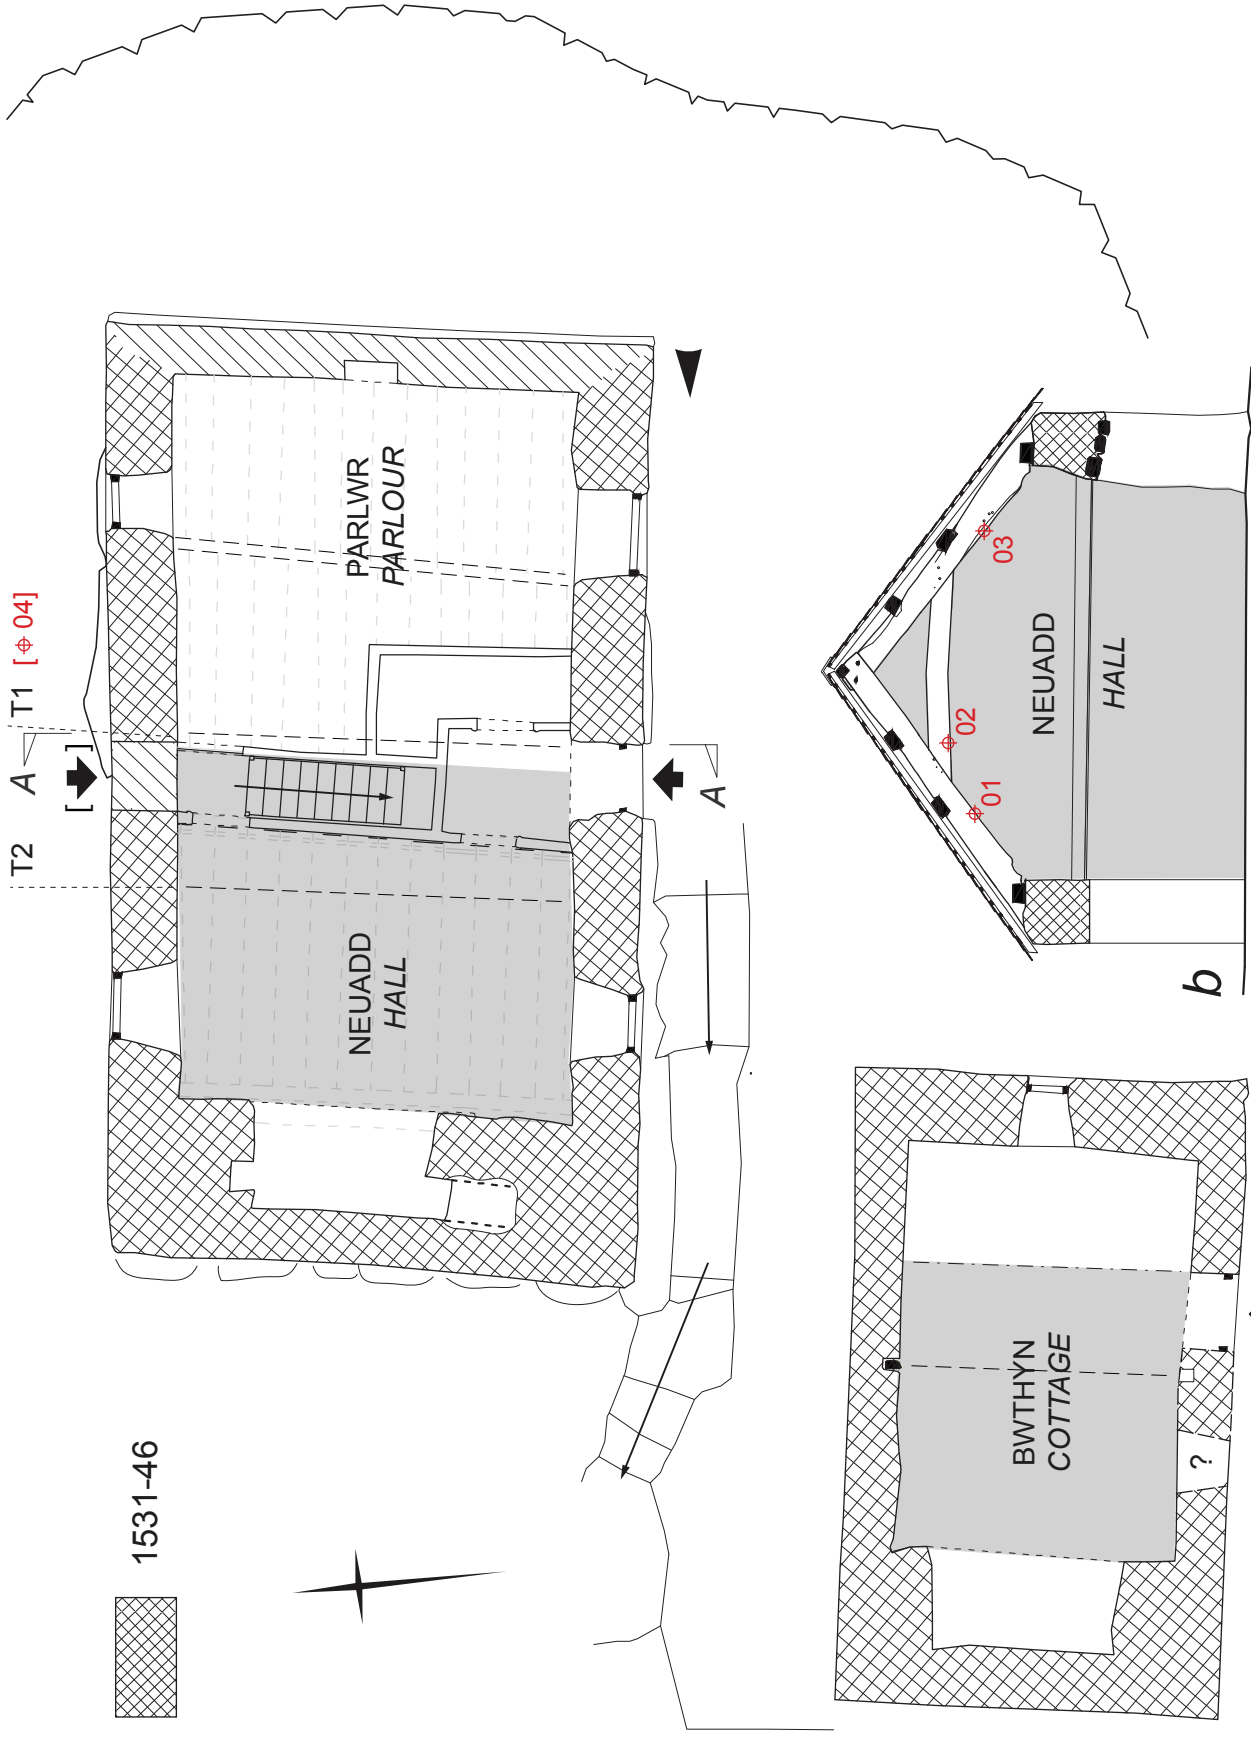 1531-46
T2
T1 [⌖ 04]
A
[ ]
NEUADD
HALL
PARLWR
PARLOUR
A
BWTHYN
COTTAGE
?
b
NEUADD
HALL
01
02
03